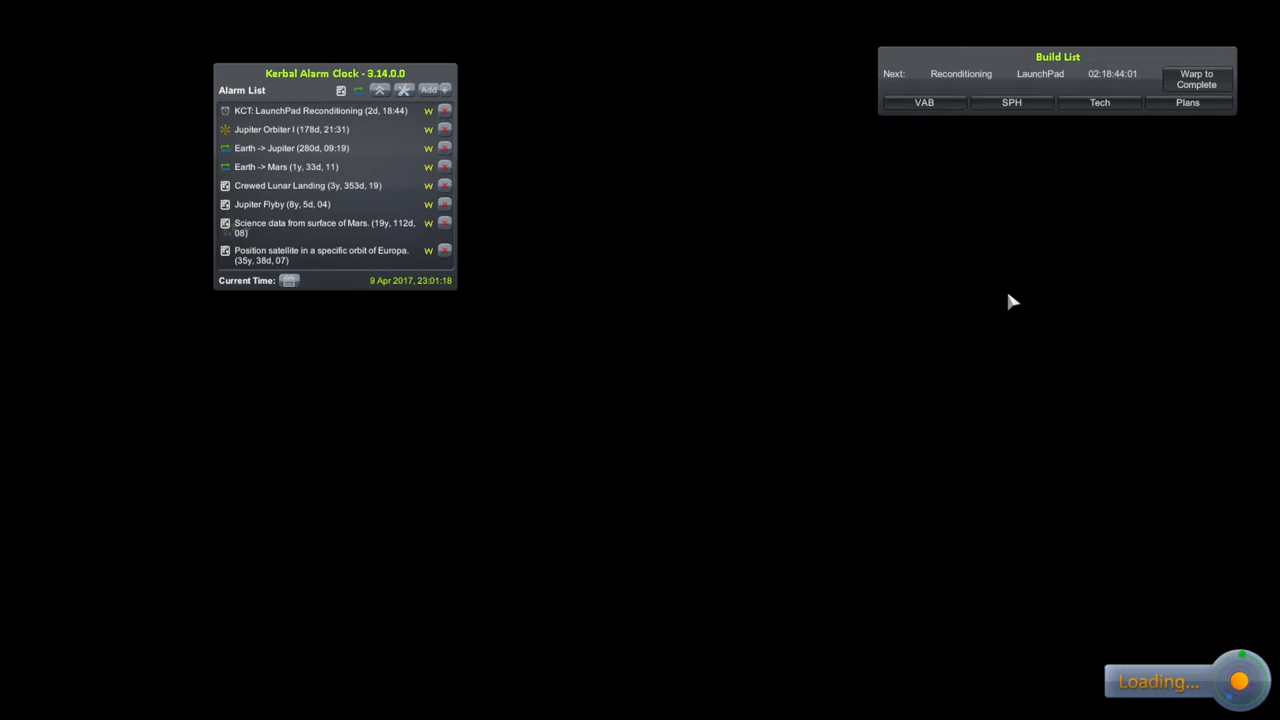 Kerbal Alarm Clock - 3.14.0.0
Alarm List
Add +
KCT: LaunchPad Reconditioning (2d, 18:44) W
Jupiter Orbiter I (178d, 21:31) W
Earth -> Jupiter (280d, 09:19) W
Earth -> Mars (1y, 33d, 11) W
Crewed Lunar Landing (3y, 353d, 19) W
Jupiter Flyby (8y, 5d, 04) W
Science data from surface of Mars. (19y, 112d, W
08)
Position satellite in a specific orbit of Europa. W
(35y, 38d, 07)
Current Time: 9 Apr 2017, 23:01:18
Build List
Next: Reconditioning LaunchPad 02:18:44:01 Warp to
Complete
VAB SPH Tech Plans
Loading...